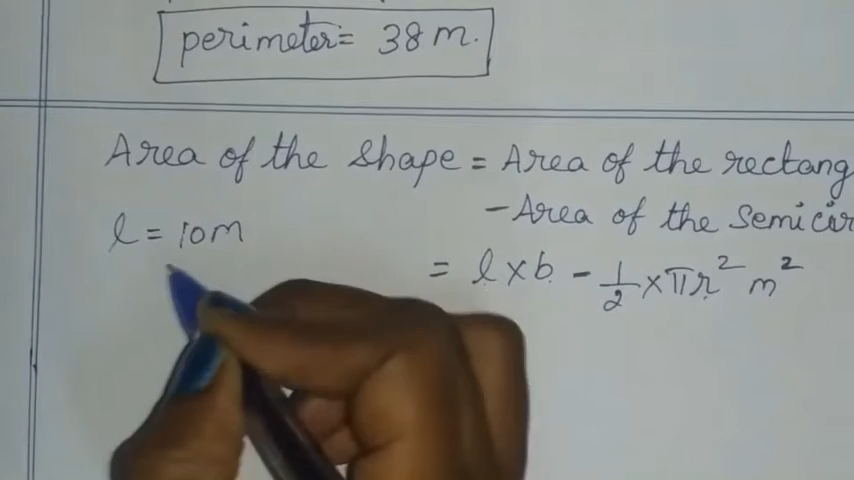 perimeter = 38 m.
Area of the shape = Area of the rectang
- Area of the Semicir
l = 10m
= l x b - 1/2 x πr² m²